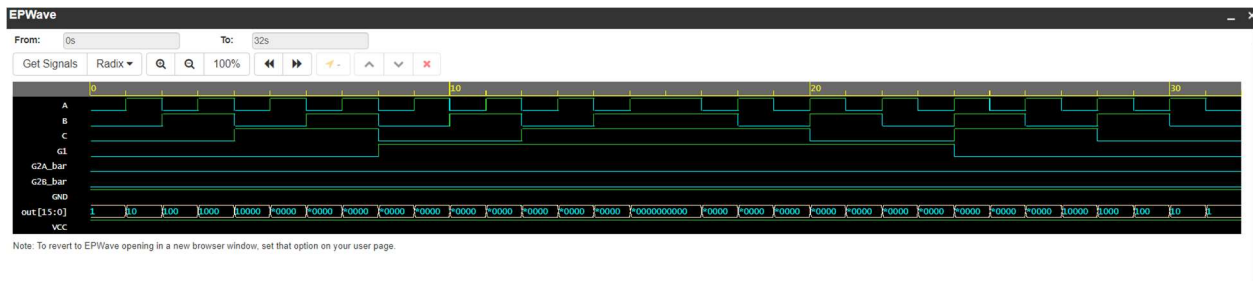 EPWave
From: 0s To: 32s
Get Signals Radix 100%
0 10 20 30
A
B
C
G1
G2A_bar
G2B_bar
GND
out[15:0] 1 10 100 1000 10000 *0000 *0000 *0000 *0000 *0000 *0000 *0000 *0000 *0000 *0000000000 *0000 *0000 *0000 *0000 *0000 *0000 *0000 *0000 *0000 *0000 10000 1000 100 10 1
VCC
Note: To revert to EPWave opening in a new browser window, set that option on your user page.